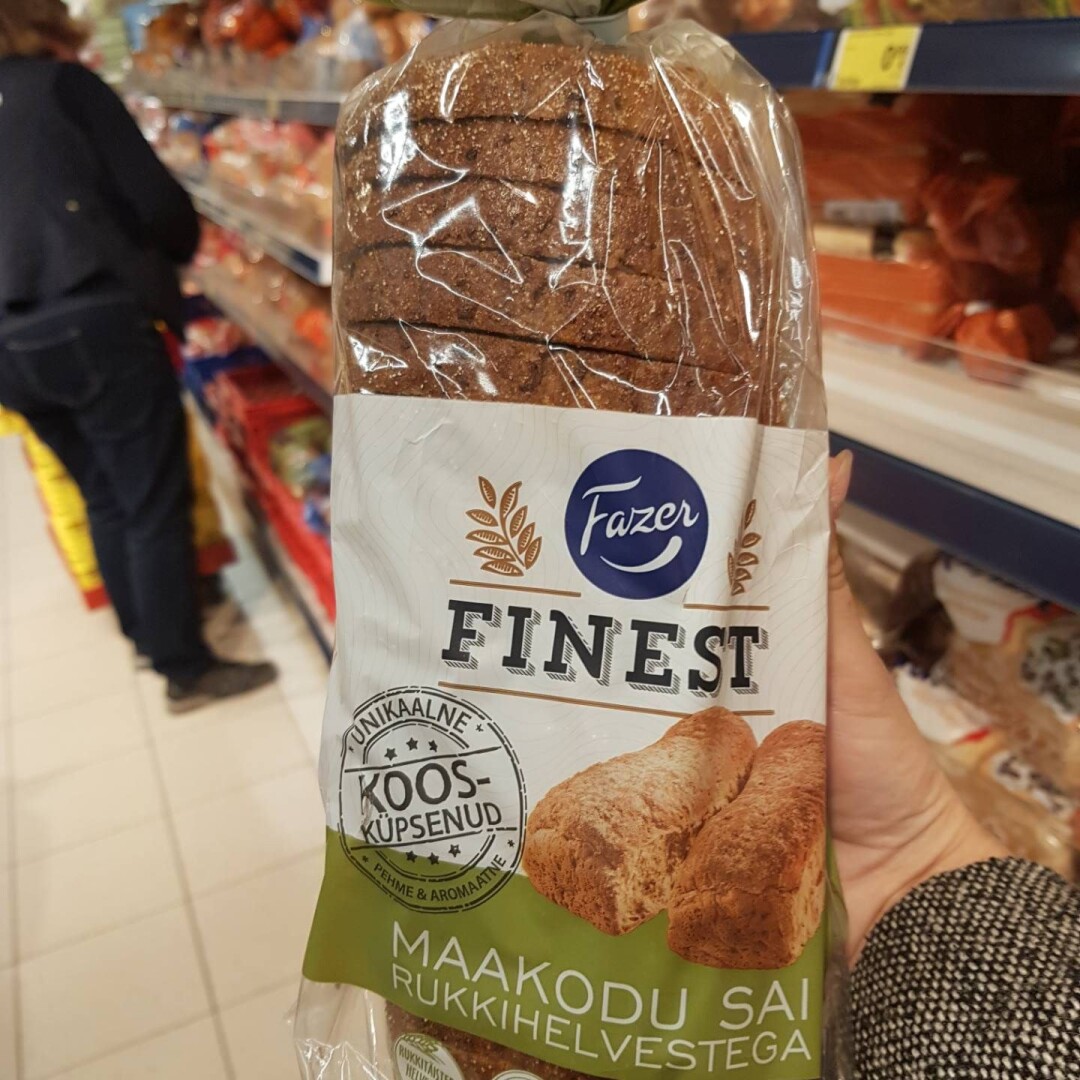 Fazer
FINEST
UNIKAALNE
KOOS-
KÜPSENUD
PEHME & AROMAATNE
MAAKODU SAI
RUKKIHELVESTEGA